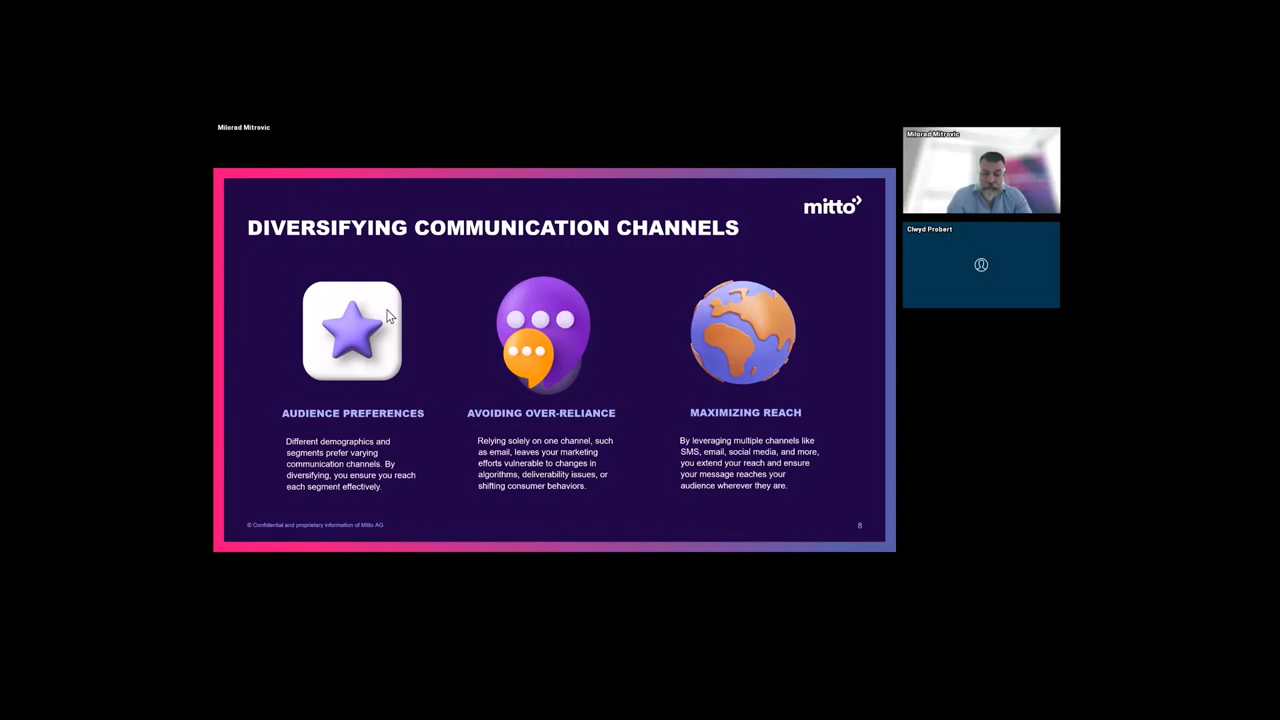 Milorad Mitrovic
Milorad Mitrovic
Clwyd Probert
mitto
DIVERSIFYING COMMUNICATION CHANNELS
AUDIENCE PREFERENCES
Different demographics and
segments prefer varying
communication channels. By
diversifying, you ensure you reach
each segment effectively.
AVOIDING OVER-RELIANCE
Relying solely on one channel, such
as email, leaves your marketing
efforts vulnerable to changes in
algorithms, deliverability issues, or
shifting consumer behaviors.
MAXIMIZING REACH
By leveraging multiple channels like
SMS, email, social media, and more,
you extend your reach and ensure
your message reaches your
audience wherever they are.
© Confidential and proprietary information of Mitto AG
8